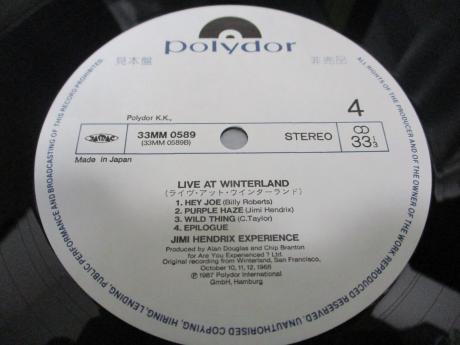 polydor
見本盤
非売品
Polydor K.K.,
4
33MM 0589
(33MM 0589B)
STEREO
33 1/3
Made in Japan
LIVE AT WINTERLAND
(ライヴ・アット・ウインターランド)
1. HEY JOE (Billy Roberts)
2. PURPLE HAZE (Jimi Hendrix)
3. WILD THING (C.Taylor)
4. EPILOGUE
JIMI HENDRIX EXPERIENCE
Produced by Alan Douglas and Chip Branton
for Are You Experienced ? Ltd.
Original recording from Winterland, San Francisco,
October 10, 11, 12, 1968
℗1987 Polydor International
GmbH, Hamburg
ALL RIGHTS OF THE PRODUCER AND OF THE OWNER OF THE WORK REPRODUCED RESERVED. UNAUTHORISED COPYING, HIRING, LENDING, PUBLIC PERFORMANCE AND BROADCASTING OF THIS RECORD PROHIBITED.